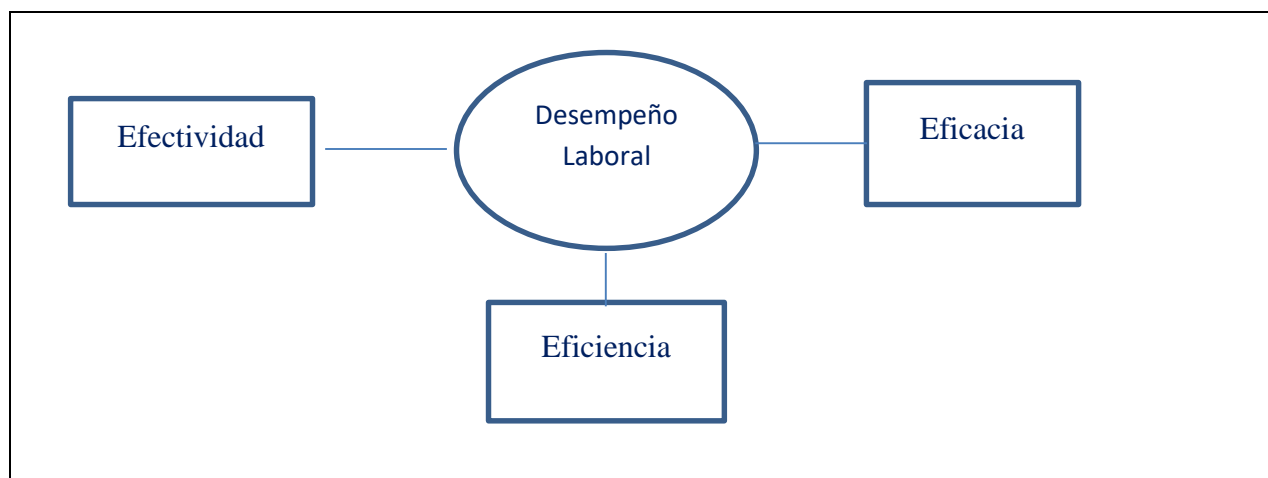 Efectividad
Desempeño
Laboral
Eficacia
Eficiencia